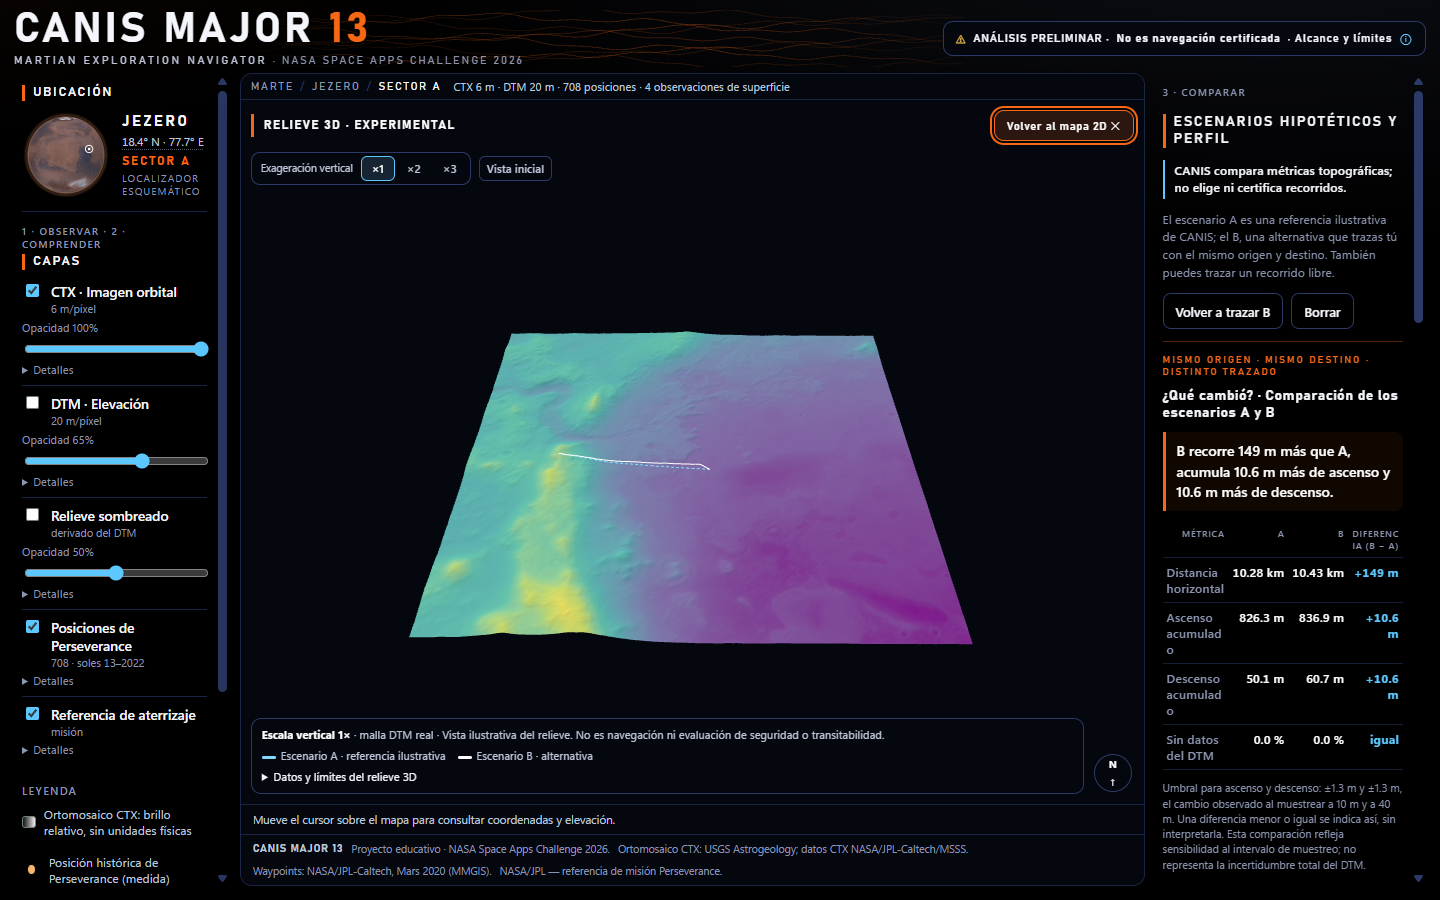 CANIS MAJOR 13
MARTIAN EXPLORATION NAVIGATOR · NASA SPACE APPS CHALLENGE 2026
⚠ ANÁLISIS PRELIMINAR · No es navegación certificada · Alcance y límites ⓘ
UBICACIÓN
JEZERO
18.4° N · 77.7° E
SECTOR A
LOCALIZADOR
ESQUEMÁTICO
1 · OBSERVAR · 2 ·
COMPRENDER
CAPAS
CTX · Imagen orbital
6 m/píxel
Opacidad 100%
▶ Detalles
DTM · Elevación
20 m/píxel
Opacidad 65%
▶ Detalles
Relieve sombreado
derivado del DTM
Opacidad 50%
▶ Detalles
Posiciones de
Perseverance
708 · soles 13–2022
▶ Detalles
Referencia de aterrizaje
misión
▶ Detalles
LEYENDA
Ortomosaico CTX: brillo
relativo, sin unidades físicas
Posición histórica de
Perseverance (medida)
MARTE / JEZERO / SECTOR A CTX 6 m · DTM 20 m · 708 posiciones · 4 observaciones de superficie
RELIEVE 3D · EXPERIMENTAL
Volver al mapa 2D ✕
Exageración vertical ×1 ×2 ×3 Vista inicial
Escala vertical 1× · malla DTM real · Vista ilustrativa del relieve. No es navegación ni evaluación de seguridad o transitabilidad.
Escenario A · referencia ilustrativa Escenario B · alternativa
▶ Datos y límites del relieve 3D
N
↑
Mueve el cursor sobre el mapa para consultar coordenadas y elevación.
CANIS MAJOR 13 Proyecto educativo · NASA Space Apps Challenge 2026. Ortomosaico CTX: USGS Astrogeology; datos CTX NASA/JPL-Caltech/MSSS.
Waypoints: NASA/JPL-Caltech, Mars 2020 (MMGIS). NASA/JPL — referencia de misión Perseverance.
3 · COMPARAR
ESCENARIOS HIPOTÉTICOS Y
PERFIL
CANIS compara métricas topográficas;
no elige ni certifica recorridos.
El escenario A es una referencia ilustrativa
de CANIS; el B, una alternativa que trazas tú
con el mismo origen y destino. También
puedes trazar un recorrido libre.
Volver a trazar B Borrar
MISMO ORIGEN · MISMO DESTINO ·
DISTINTO TRAZADO
¿Qué cambió? · Comparación de los
escenarios A y B
B recorre 149 m más que A,
acumula 10.6 m más de ascenso y
10.6 m más de descenso.
MÉTRICA A B DIFERENC
IA (B − A)
Distancia 10.28 km 10.43 km +149 m
horizontal
Ascenso 826.3 m 836.9 m +10.6
acumulad m
o
Descenso 50.1 m 60.7 m +10.6
acumulad m
o
Sin datos 0.0 % 0.0 % igual
del DTM
Umbral para ascenso y descenso: ±1.3 m y ±1.3 m,
el cambio observado al muestrear a 10 m y a 40
m. Una diferencia menor o igual se indica así, sin
interpretarla. Esta comparación refleja
sensibilidad al intervalo de muestreo; no
representa la incertidumbre total del DTM.